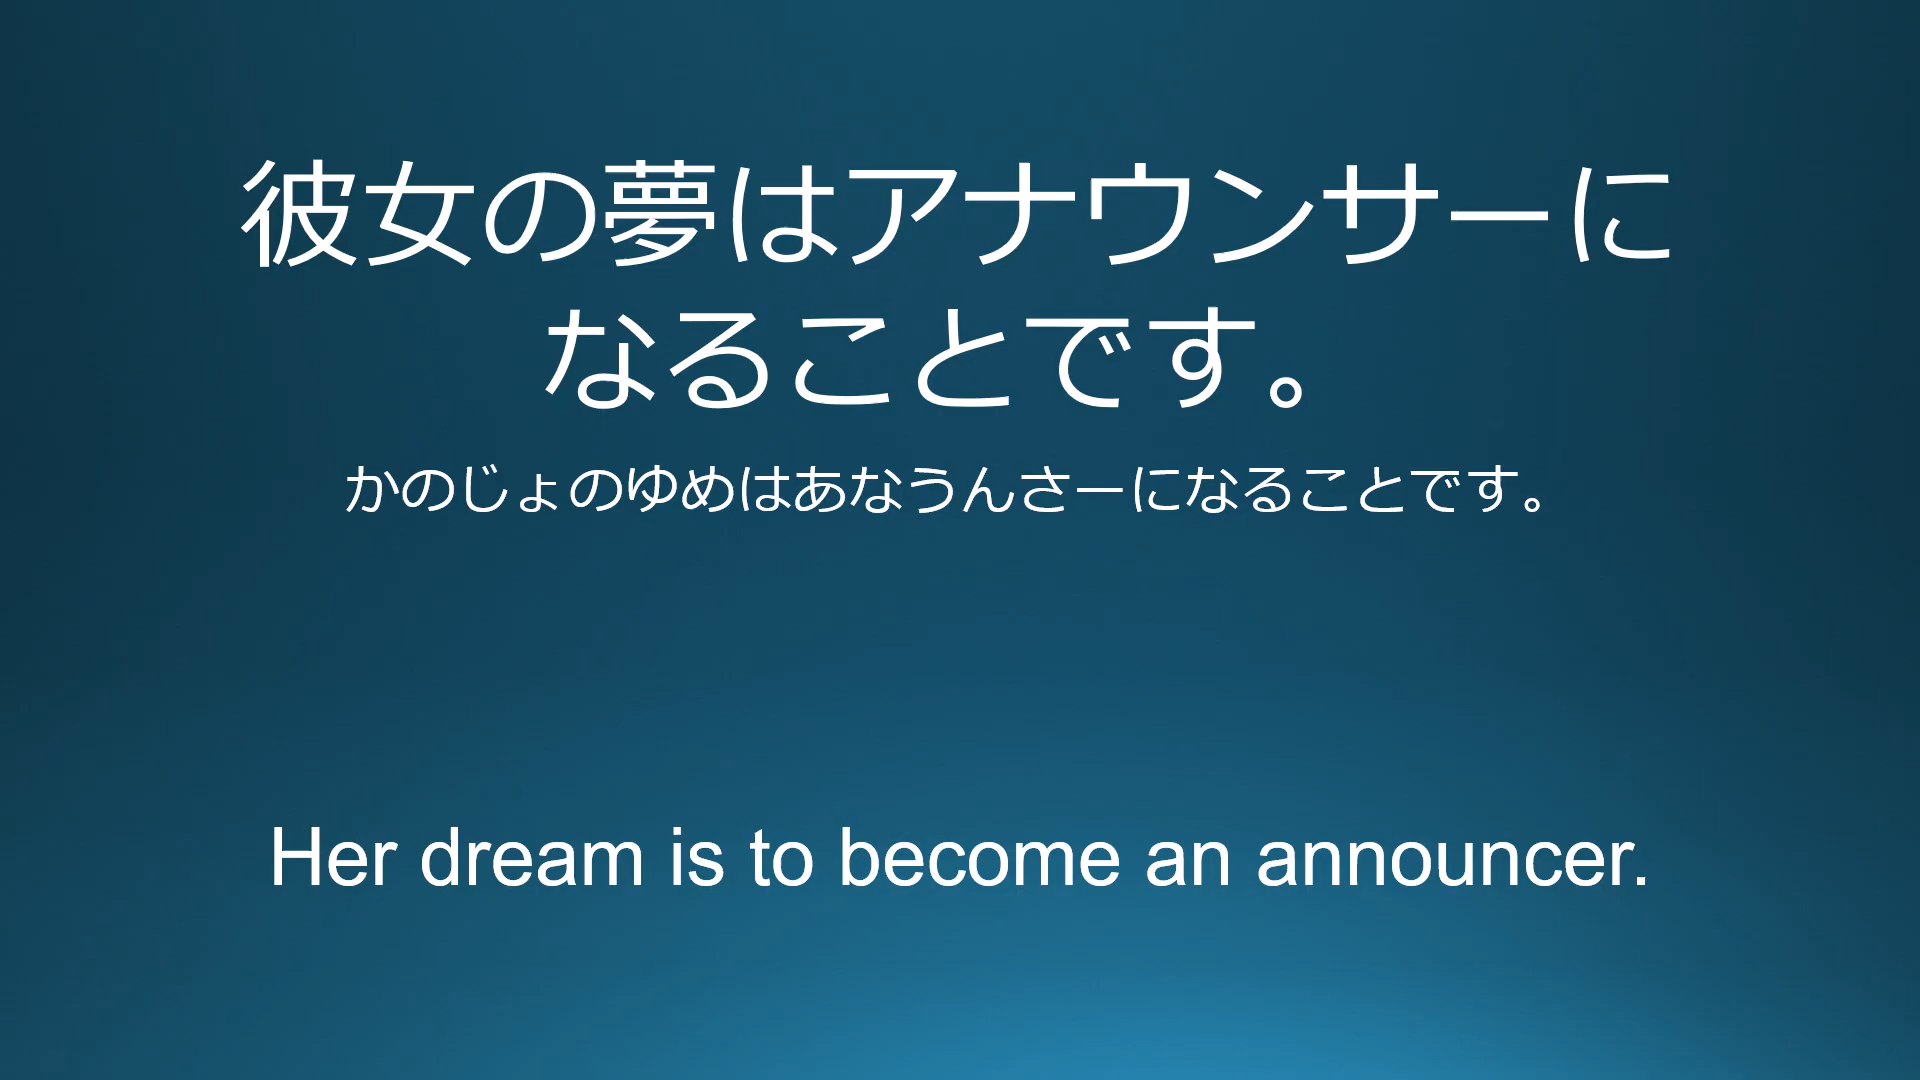 彼女の夢はアナウンサーに
なることです。
かのじょのゆめはあなうんさーになることです。
Her dream is to become an announcer.